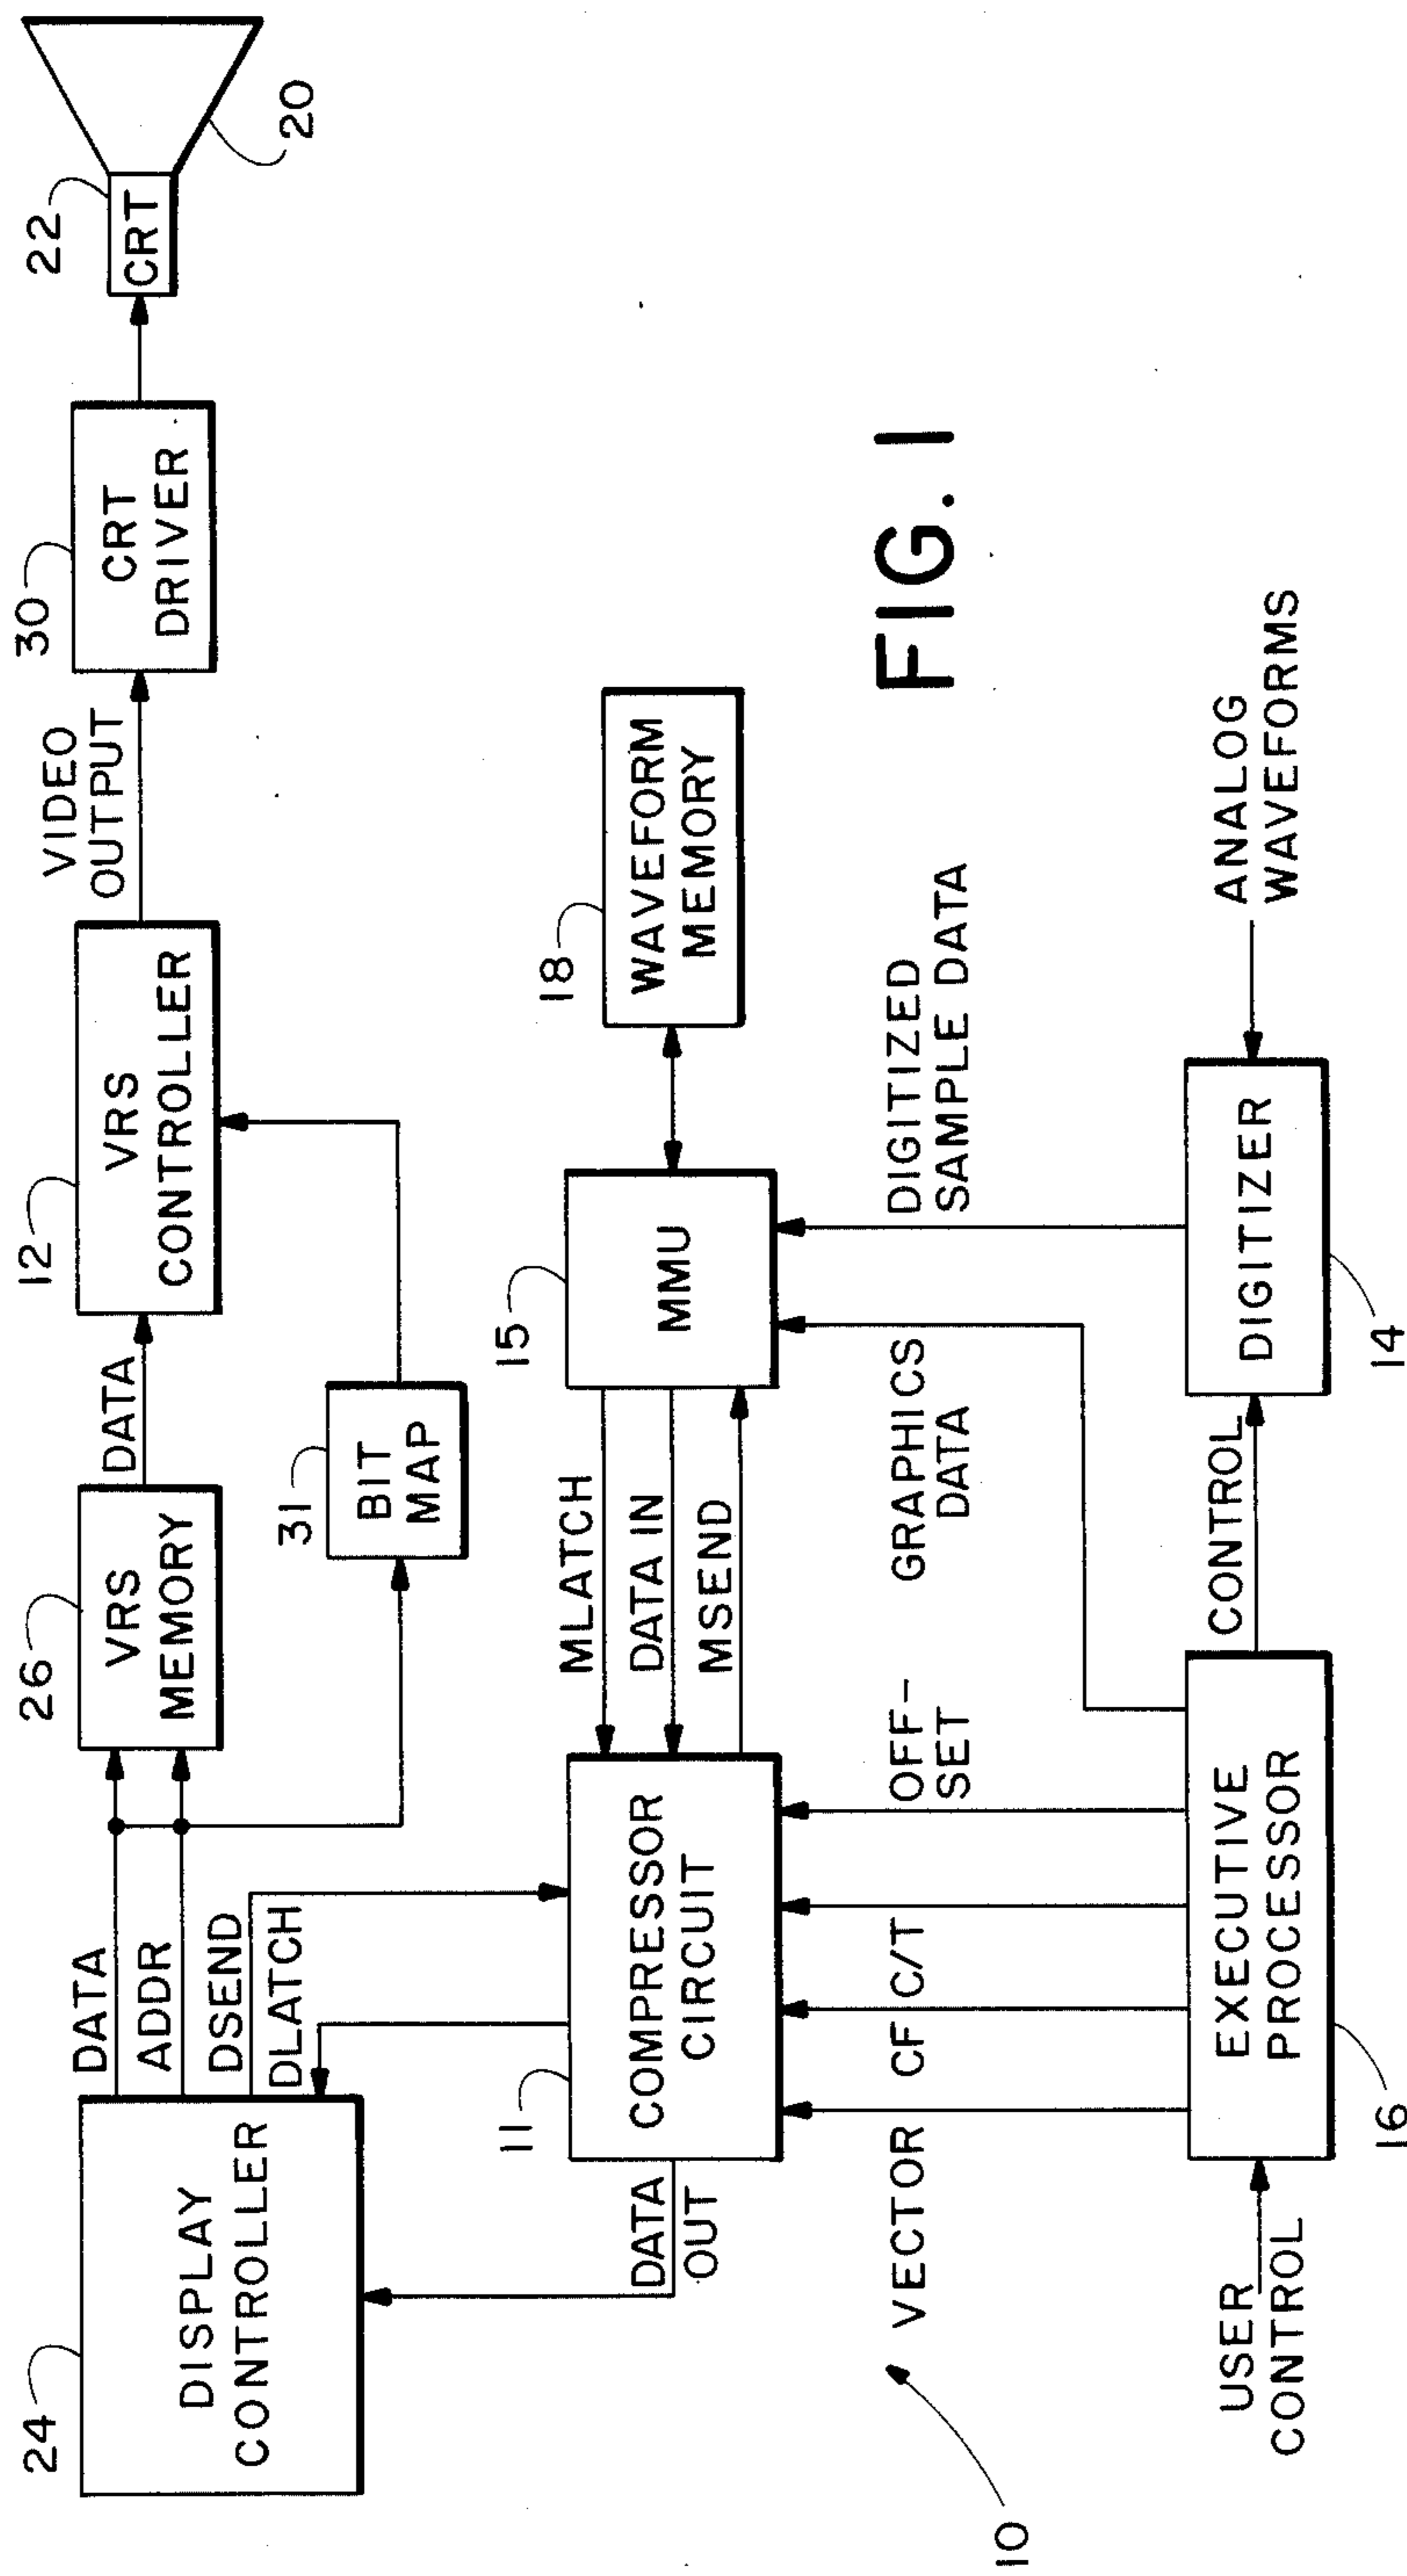 24
DISPLAY
CONTROLLER
DATA
ADDR
DSEND
DLATCH
26
VRS
MEMORY
DATA
31
BIT
MAP
12
VRS
CONTROLLER
VIDEO
OUTPUT
30
CRT
DRIVER
22
CRT
20
DATA
OUT
11
COMPRESSOR
CIRCUIT
MLATCH
DATA IN
MSEND
15
MMU
18
WAVEFORM
MEMORY
10
VECTOR
CF
C/T
OFF-
SET
GRAPHICS
DATA
DIGITIZED
SAMPLE DATA
USER
CONTROL
EXECUTIVE
PROCESSOR
16
CONTROL
DIGITIZER
14
ANALOG
WAVEFORMS
FIG. 1